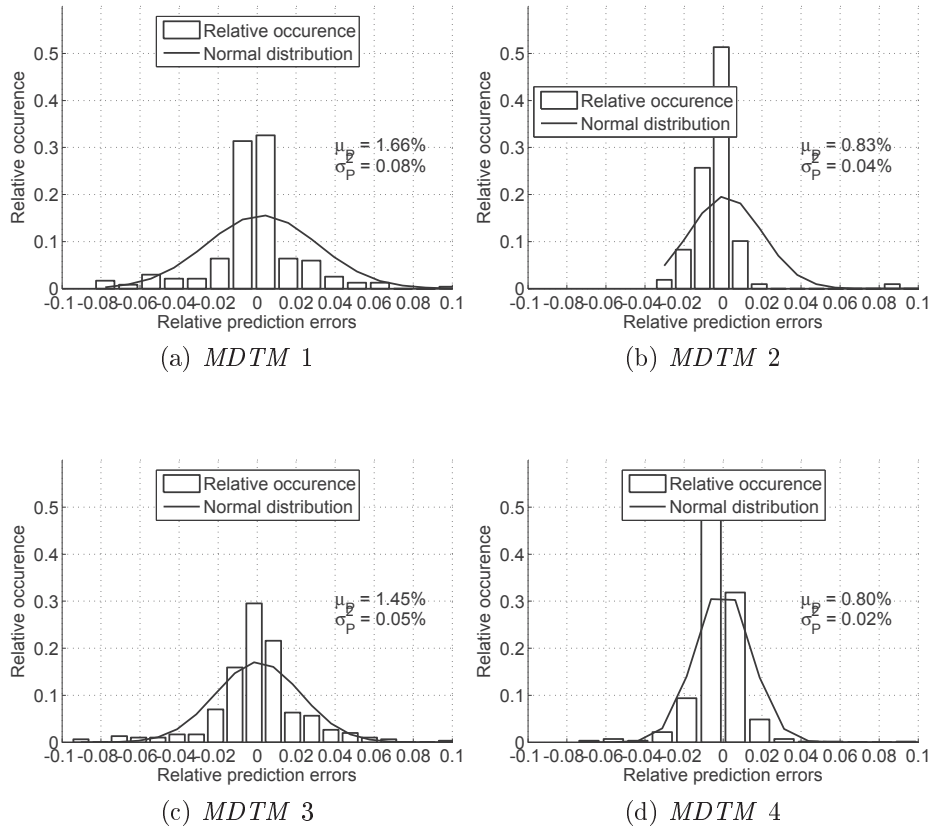 Relative occurence
Normal distribution
Relative occurence
0.5
0.4
0.3
0.2
0.1
0
μP = 1.66%
σ2P = 0.08%
-0.1 -0.08 -0.06 -0.04 -0.02 0 0.02 0.04 0.06 0.08 0.1
Relative prediction errors
(a) MDTM 1
Relative occurence
Normal distribution
Relative occurence
0.5
0.4
0.3
0.2
0.1
0
μP = 0.83%
σ2P = 0.04%
-0.1 -0.08 -0.06 -0.04 -0.02 0 0.02 0.04 0.06 0.08 0.1
Relative prediction errors
(b) MDTM 2
Relative occurence
Normal distribution
Relative occurence
0.5
0.4
0.3
0.2
0.1
0
μP = 1.45%
σ2P = 0.05%
-0.1 -0.08 -0.06 -0.04 -0.02 0 0.02 0.04 0.06 0.08 0.1
Relative prediction errors
(c) MDTM 3
Relative occurence
Normal distribution
Relative occurence
0.5
0.4
0.3
0.2
0.1
0
μP = 0.80%
σ2P = 0.02%
-0.1 -0.08 -0.06 -0.04 -0.02 0 0.02 0.04 0.06 0.08 0.1
Relative prediction errors
(d) MDTM 4